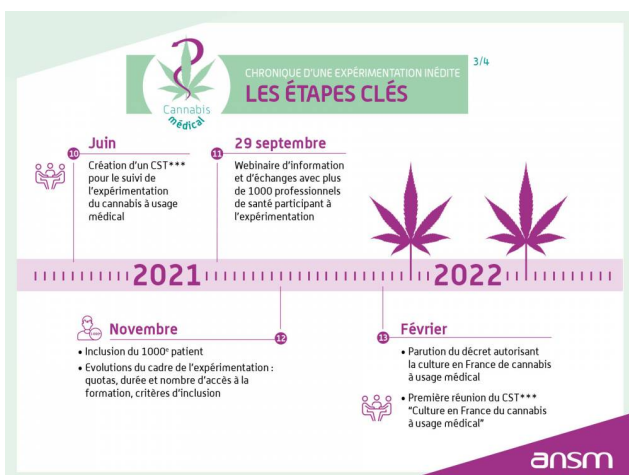 CHRONIQUE D'UNE EXPÉRIMENTATION INÉDITE
3/4
LES ÉTAPES CLÉS
Cannabis
médical
10
Juin
Création d'un CST***
pour le suivi de
l'expérimentation
du cannabis à usage
médical
11
29 septembre
Webinaire d'information
et d'échanges avec plus
de 1000 professionnels
de santé participant à
l'expérimentation
2021
2022
Novembre
12
• Inclusion du 1000e patient
• Evolutions du cadre de l'expérimentation :
quotas, durée et nombre d'accès à la
formation, critères d'inclusion
13
Février
• Parution du décret autorisant
la culture en France de cannabis
à usage médical
• Première réunion du CST***
"Culture en France du cannabis
à usage médical"
ansm